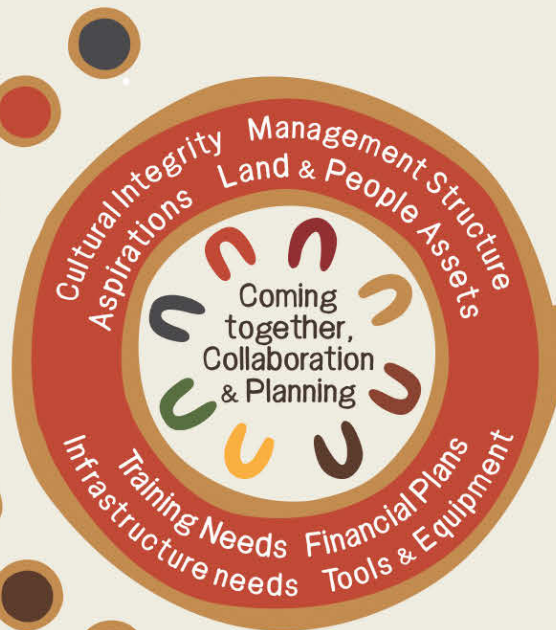 Cultural Integrity
Aspirations
Management Structure
Land & People Assets
Coming
together,
Collaboration
& Planning
Training Needs
Infrastructure needs
Financial Plans
Tools & Equipment